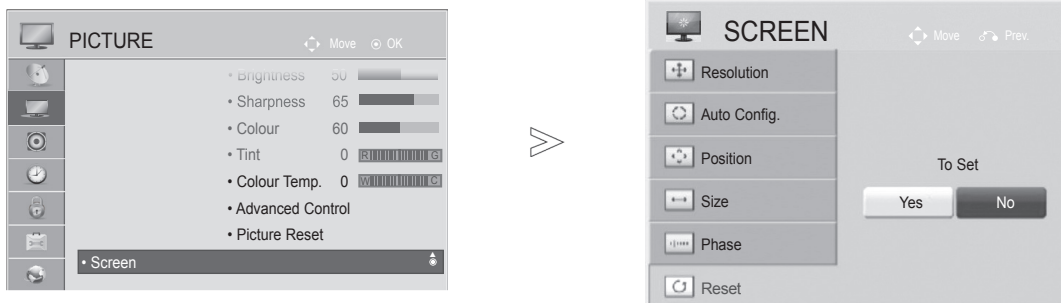 PICTURE
Move OK
• Brightness 50
• Sharpness 65
• Colour 60
• Tint 0 R G
• Colour Temp. 0 W C
• Advanced Control
• Picture Reset
• Screen
SCREEN
Move Prev.
Resolution
Auto Config.
Position
Size
Phase
Reset
To Set
Yes No